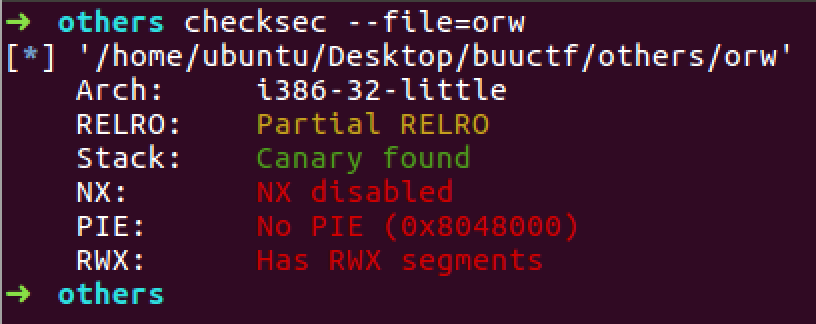 ➜ others checksec --file=orw
[*] '/home/ubuntu/Desktop/buuctf/others/orw'
Arch: i386-32-little
RELRO: Partial RELRO
Stack: Canary found
NX: NX disabled
PIE: No PIE (0x8048000)
RWX: Has RWX segments
➜ others